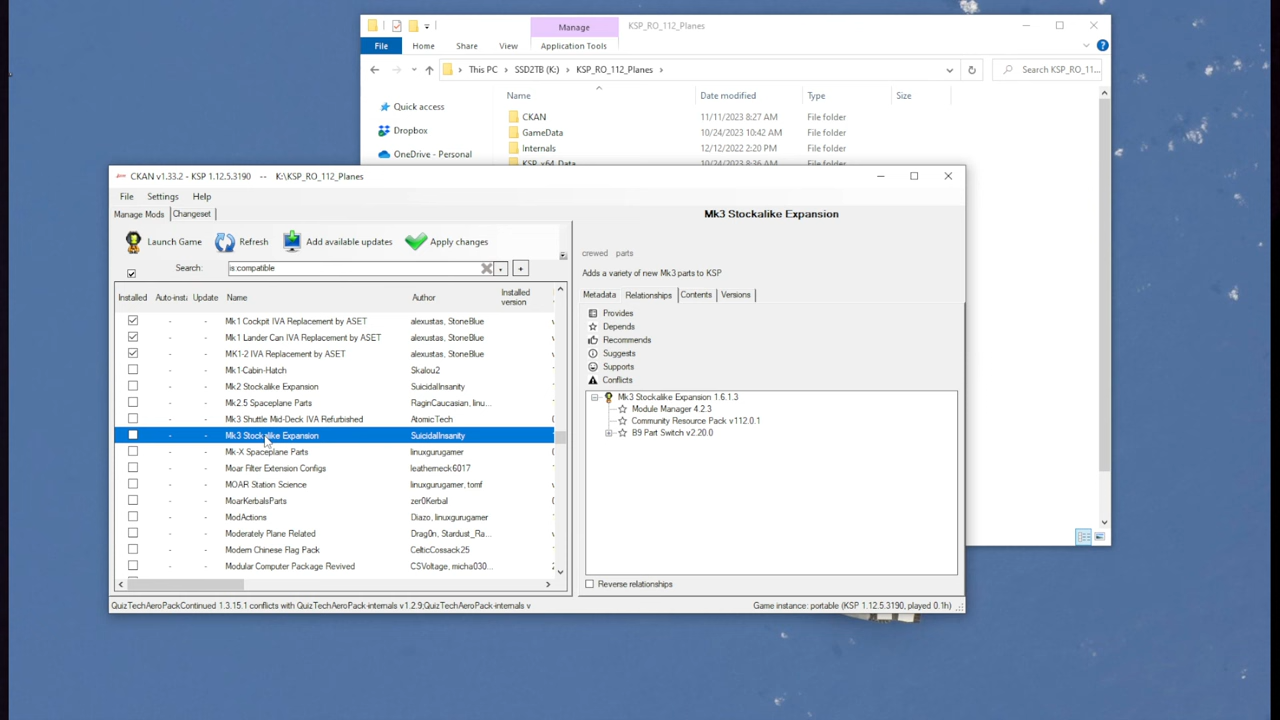 Manage
KSP_RO_112_Planes
File
Home
Share
View
Application Tools
This PC
SSD2TB (K:)
KSP_RO_112_Planes
Search KSP_RO_11...
Quick access
Dropbox
OneDrive - Personal
Name
Date modified
Type
Size
CKAN
11/11/2023 8:27 AM
File folder
GameData
10/24/2023 10:42 AM
File folder
Internals
12/12/2022 2:20 PM
File folder
KSP_x64_Data
10/24/2023 8:36 AM
File folder
CKAN v1.33.2 - KSP 1.12.5.3190 -- K:\KSP_RO_112_Planes
File Settings Help
Manage Mods Changeset
Launch Game Refresh Add available updates Apply changes
Search: is:compatible
Installed Auto-insta Update Name Author Installed version
Mk1 Cockpit IVA Replacement by ASET alexustas, StoneBlue
Mk1 Lander Can IVA Replacement by ASET alexustas, StoneBlue
MK1-2 IVA Replacement by ASET alexustas, StoneBlue
Mk1-Cabin-Hatch Skalou2
Mk2 Stockalike Expansion SuicidalInsanity
Mk2.5 Spaceplane Parts RaginCaucasian, linu...
Mk3 Shuttle Mid-Deck IVA Refurbished AtomicTech
Mk3 Stockalike Expansion SuicidalInsanity
Mk-X Spaceplane Parts linuxgurugamer
Moar Filter Extension Configs leatherneck6017
MOAR Station Science linuxgurugamer, tomf
MoarKerbalsParts zer0Kerbal
ModActions Diazo, linuxgurugamer
Moderately Plane Related Drag0n, Stardust_Ra...
Modern Chinese Flag Pack CelticCossack25
Modular Computer Package Revived CSVoltage, micha030...
Mk3 Stockalike Expansion
crewed parts
Adds a variety of new Mk3 parts to KSP
Metadata Relationships Contents Versions
Provides
Depends
Recommends
Suggests
Supports
Conflicts
Mk3 Stockalike Expansion 1.6.1.3
Module Manager 4.2.3
Community Resource Pack v112.0.1
B9 Part Switch v2.20.0
Reverse relationships
QuizTechAeroPackContinued 1.3.15.1 conflicts with QuizTechAeroPack-internals v1.2.9;QuizTechAeroPack-internals v
Game instance: portable (KSP 1.12.5.3190, played 0.1h)